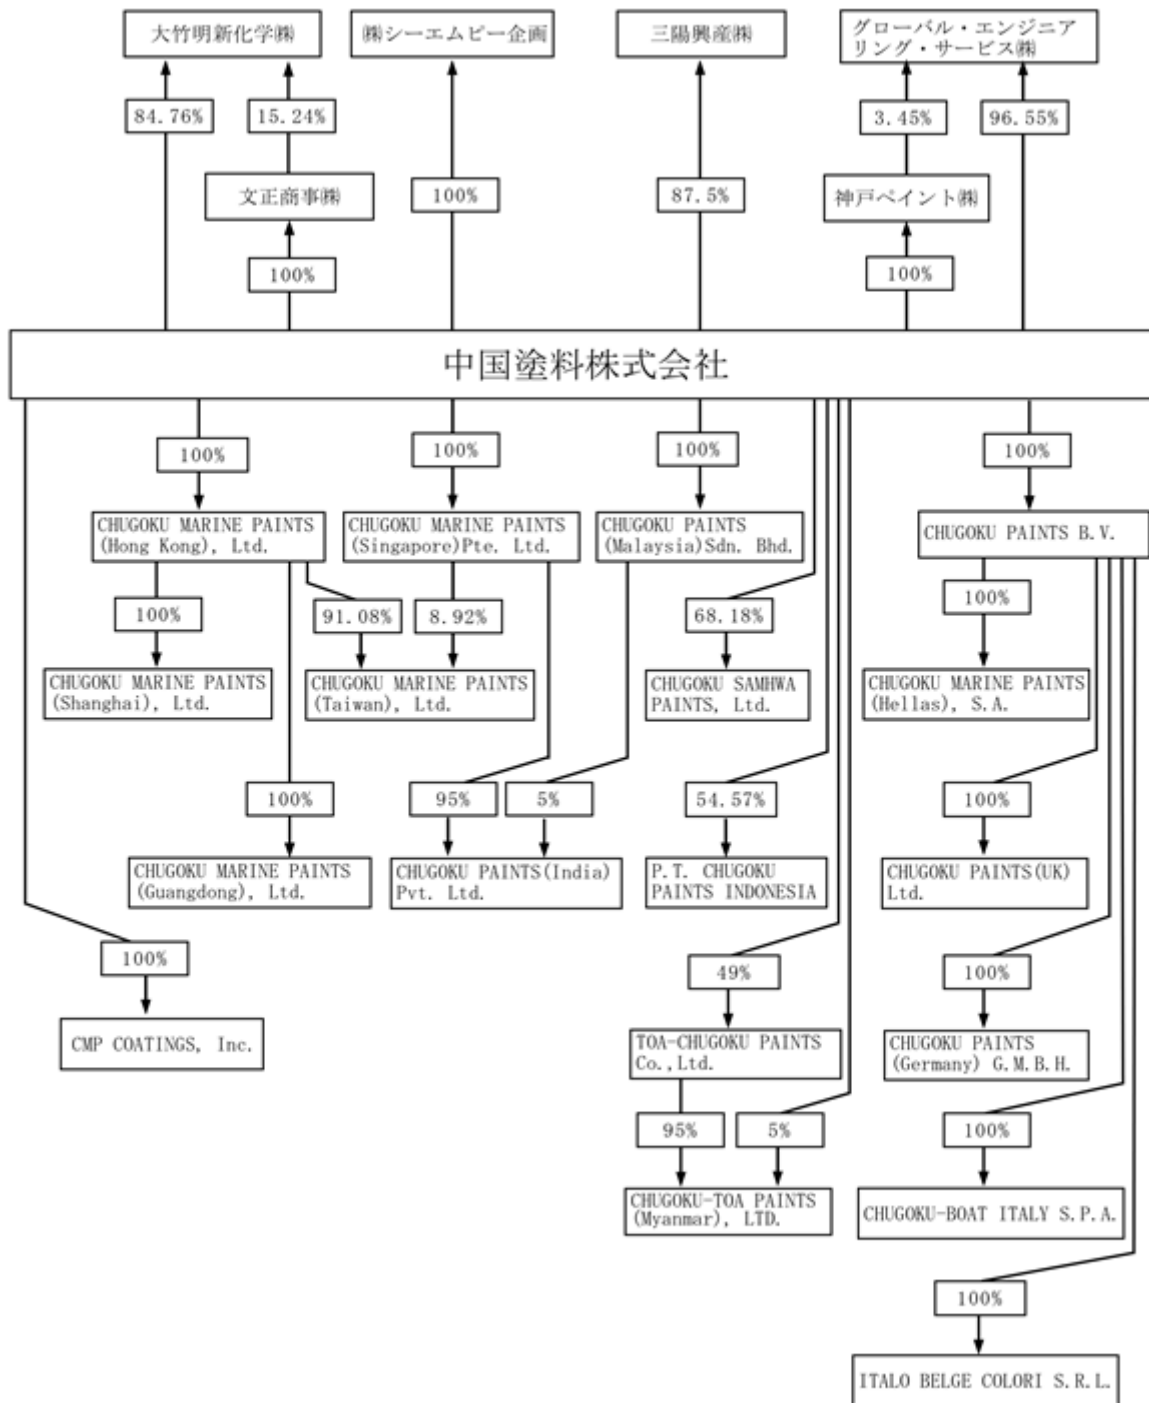 大竹明新化学㈱
㈱シーエムピー企画
三陽興産㈱
グローバル・エンジニア
リング・サービス㈱
84.76%
15.24%
3.45%
96.55%
文正商事㈱
100%
87.5%
神戸ペイント㈱
100%
100%
中国塗料株式会社
100%
100%
100%
100%
CHUGOKU MARINE PAINTS
(Hong Kong), Ltd.
CHUGOKU MARINE PAINTS
(Singapore)Pte. Ltd.
CHUGOKU PAINTS
(Malaysia)Sdn. Bhd.
CHUGOKU PAINTS B.V.
100%
91.08%
8.92%
68.18%
100%
CHUGOKU MARINE PAINTS
(Shanghai), Ltd.
CHUGOKU MARINE PAINTS
(Taiwan), Ltd.
CHUGOKU SAMHWA
PAINTS, Ltd.
CHUGOKU MARINE PAINTS
(Hellas), S.A.
100%
95%
5%
54.57%
100%
CHUGOKU MARINE PAINTS
(Guangdong), Ltd.
CHUGOKU PAINTS(India)
Pvt. Ltd.
P.T. CHUGOKU
PAINTS INDONESIA
CHUGOKU PAINTS(UK)
Ltd.
100%
49%
100%
CMP COATINGS, Inc.
TOA-CHUGOKU PAINTS
Co.,Ltd.
CHUGOKU PAINTS
(Germany) G.M.B.H.
95%
5%
100%
CHUGOKU-TOA PAINTS
(Myanmar), LTD.
CHUGOKU-BOAT ITALY S.P.A.
100%
ITALO BELGE COLORI S.R.L.